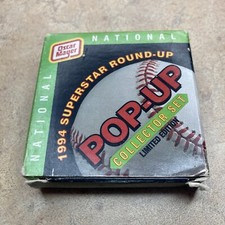 NATIONAL
NATIONAL
Oscar Mayer
1994 SUPERSTAR ROUND-UP
POP-UP
COLLECTOR SET
LIMITED EDITION